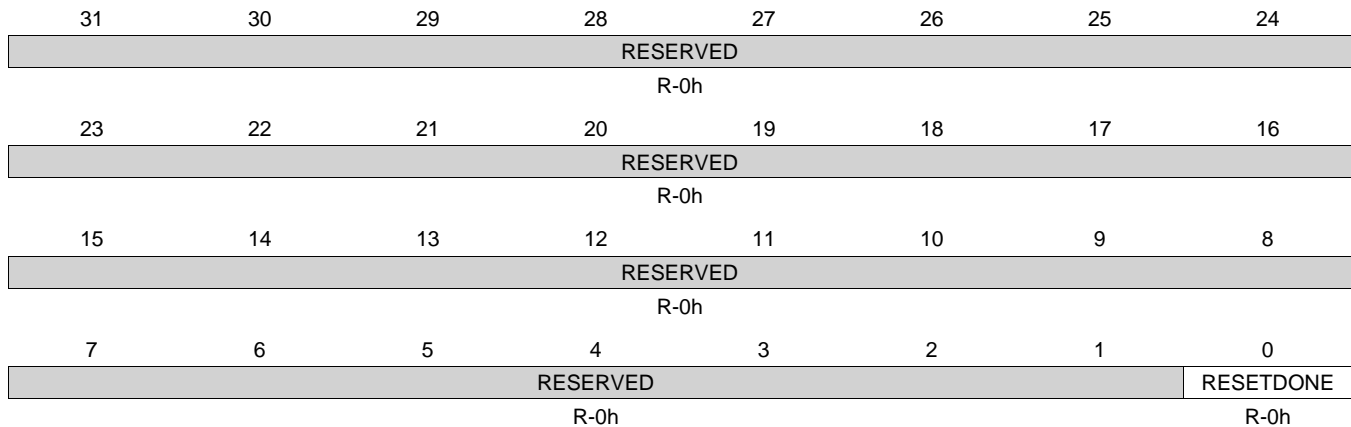 31 30 29 28 27 26 25 24
RESERVED
R-0h
23 22 21 20 19 18 17 16
RESERVED
R-0h
15 14 13 12 11 10 9 8
RESERVED
R-0h
7 6 5 4 3 2 1 0
RESERVED RESETDONE
R-0h R-0h